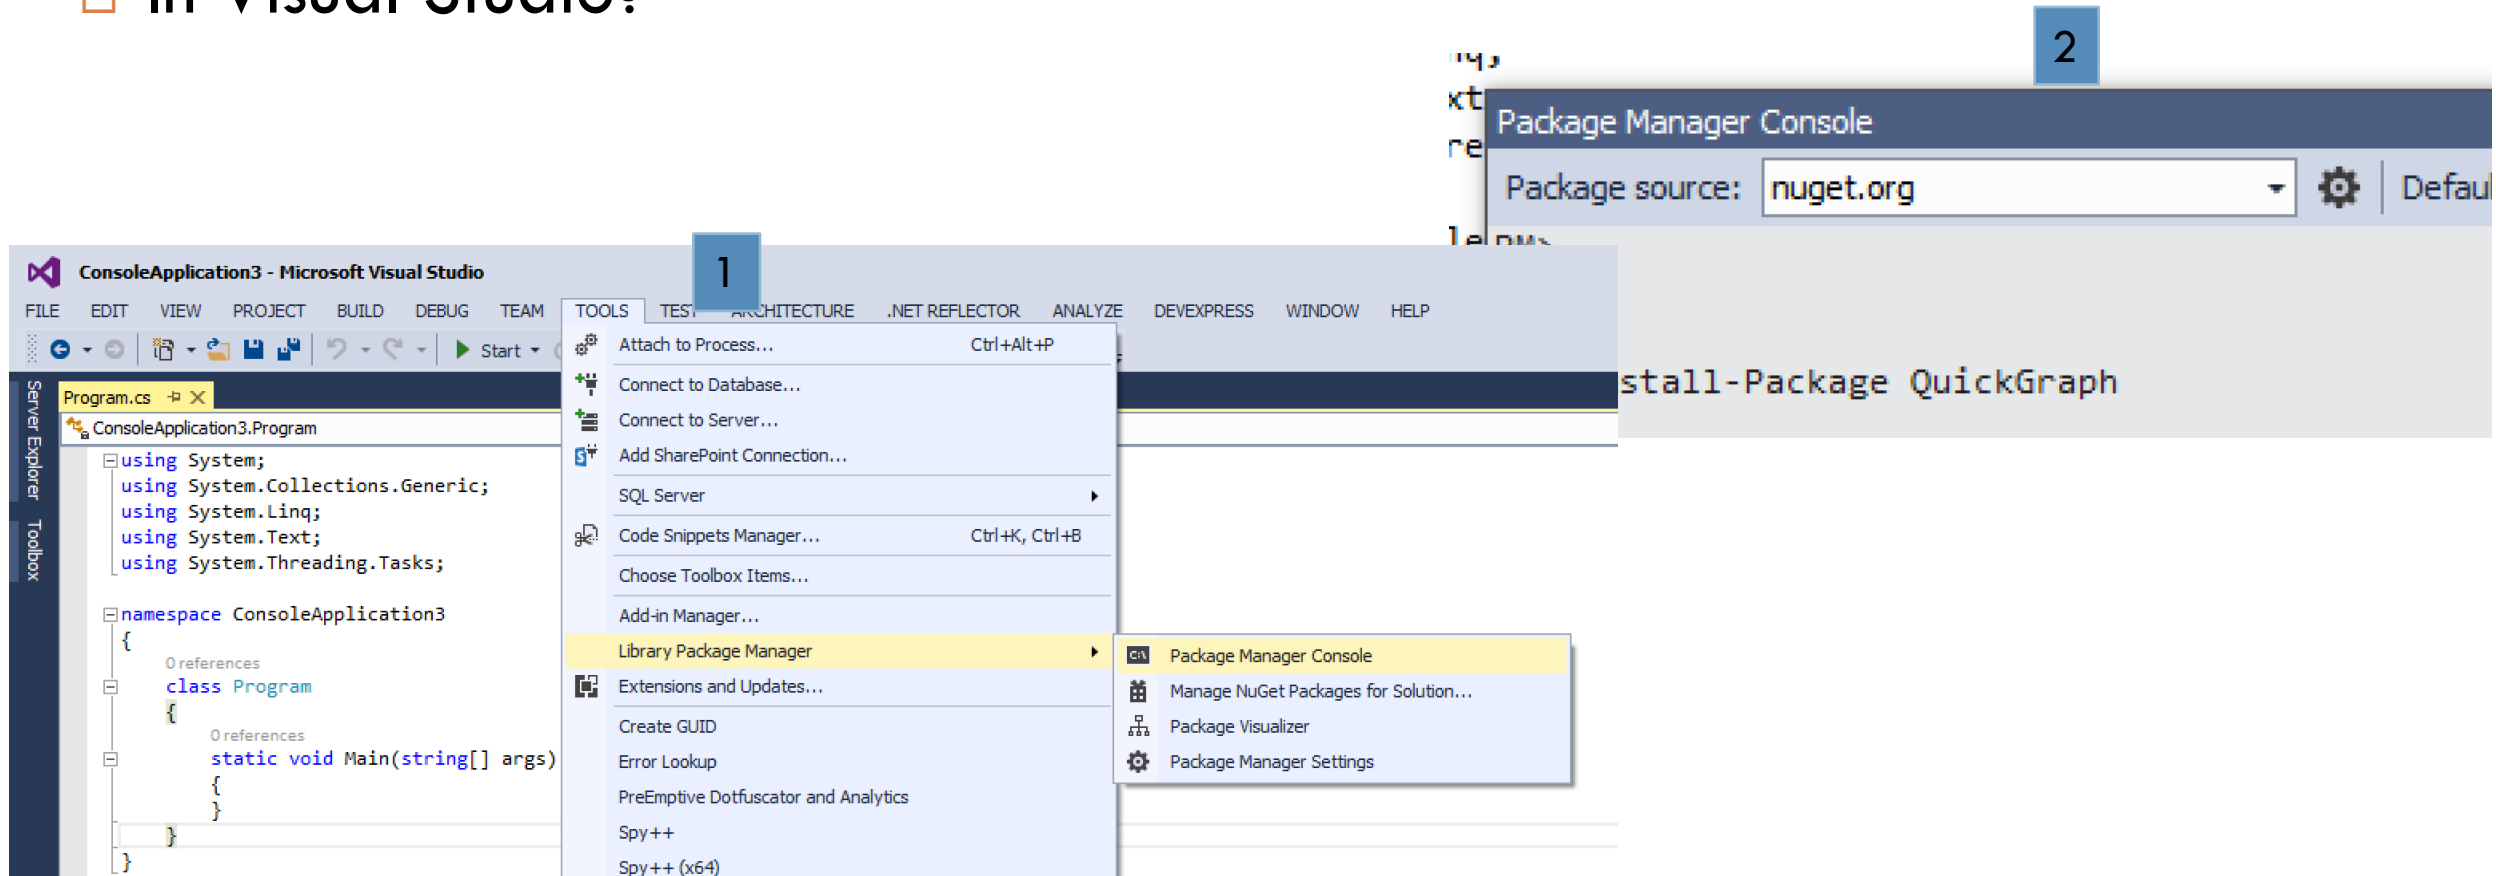 in Visual Studio?
2
Package Manager Console
Package source: nuget.org
stall-Package QuickGraph
1
ConsoleApplication3 - Microsoft Visual Studio
FILE EDIT VIEW PROJECT BUILD DEBUG TEAM TOOLS TEST ARCHITECTURE .NET REFLECTOR ANALYZE DEVEXPRESS WINDOW HELP
Start
Server Explorer
Toolbox
Program.cs
ConsoleApplication3.Program
using System;
using System.Collections.Generic;
using System.Linq;
using System.Text;
using System.Threading.Tasks;
namespace ConsoleApplication3
{
0 references
class Program
{
0 references
static void Main(string[] args)
{
}
}
}
Attach to Process... Ctrl+Alt+P
Connect to Database...
Connect to Server...
Add SharePoint Connection...
SQL Server
Code Snippets Manager... Ctrl+K, Ctrl+B
Choose Toolbox Items...
Add-in Manager...
Library Package Manager
Extensions and Updates...
Create GUID
Error Lookup
PreEmptive Dotfuscator and Analytics
Spy++
Spy++ (x64)
Package Manager Console
Manage NuGet Packages for Solution...
Package Visualizer
Package Manager Settings